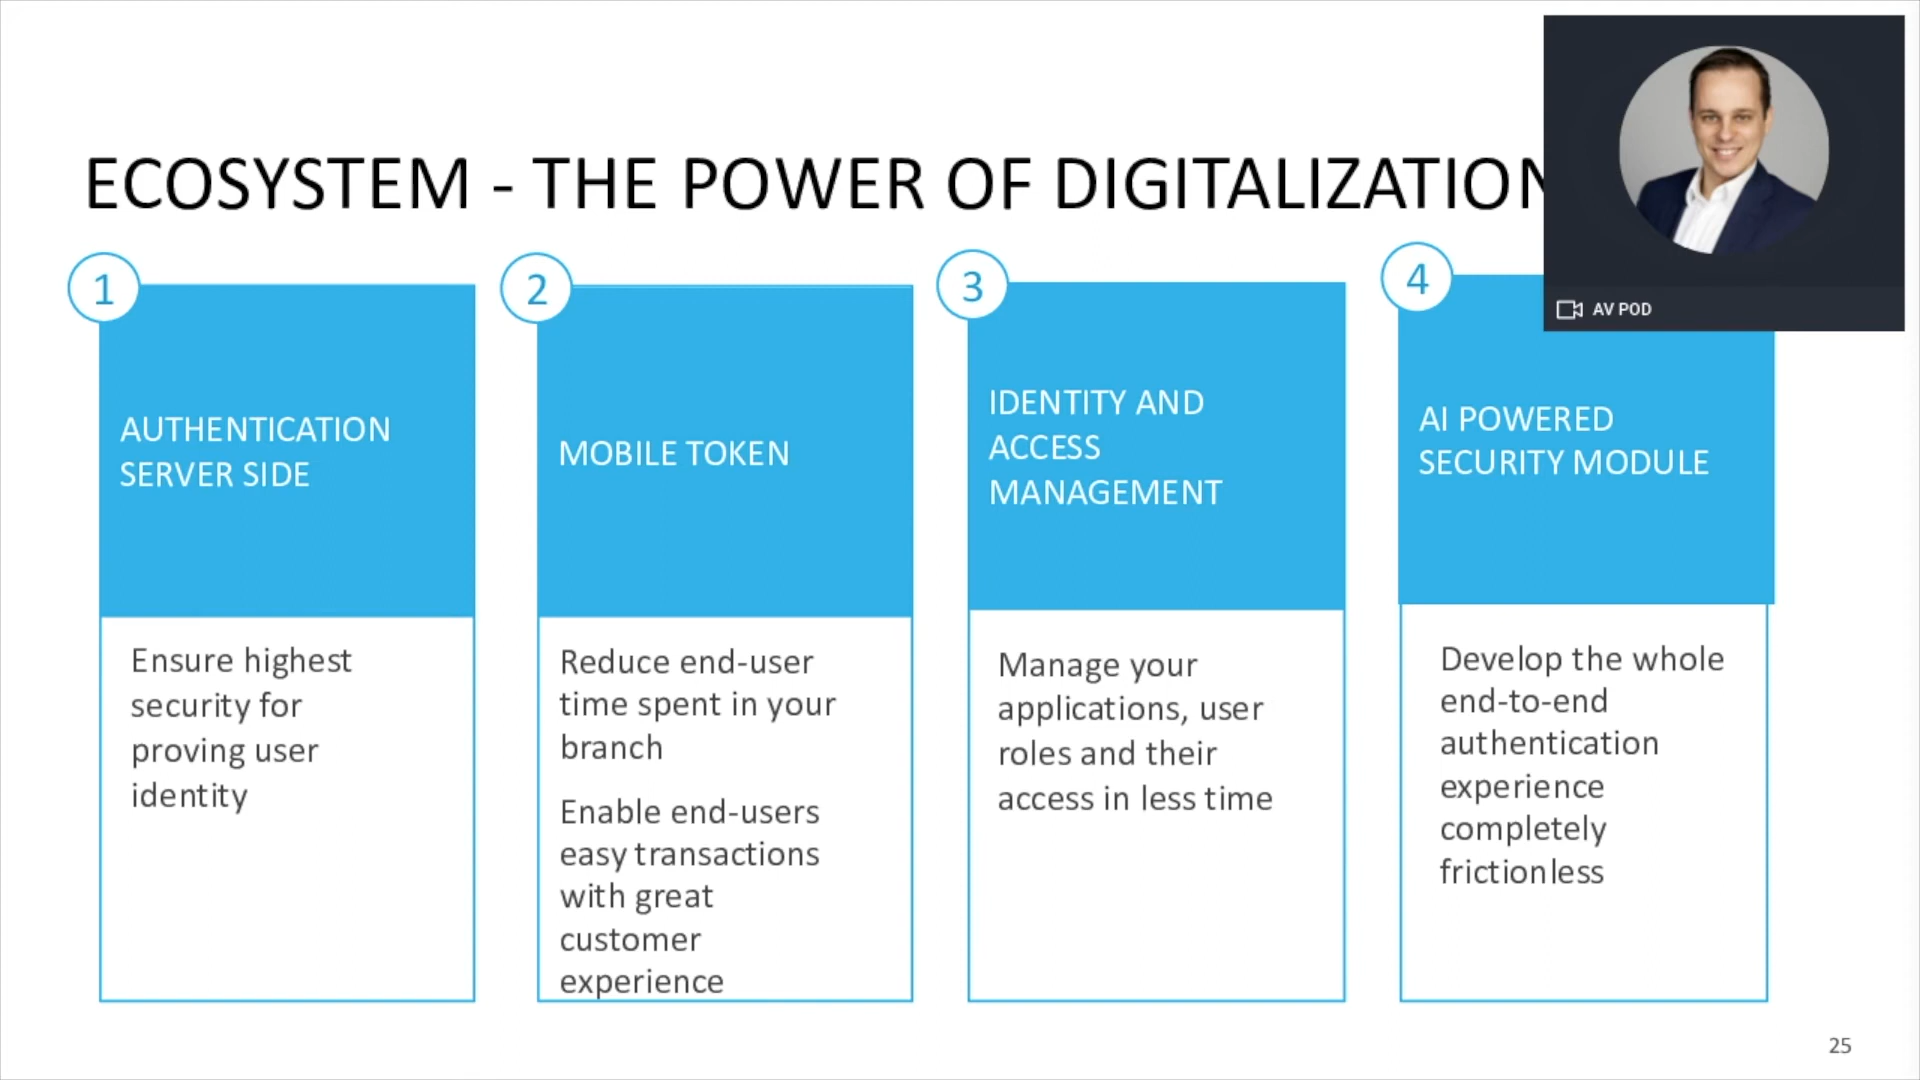 ECOSYSTEM - THE POWER OF DIGITALIZATION
AV POD
1
AUTHENTICATION
SERVER SIDE
Ensure highest
security for
proving user
identity
2
MOBILE TOKEN
Reduce end-user
time spent in your
branch
Enable end-users
easy transactions
with great
customer
experience
3
IDENTITY AND
ACCESS
MANAGEMENT
Manage your
applications, user
roles and their
access in less time
4
AI POWERED
SECURITY MODULE
Develop the whole
end-to-end
authentication
experience
completely
frictionless
25